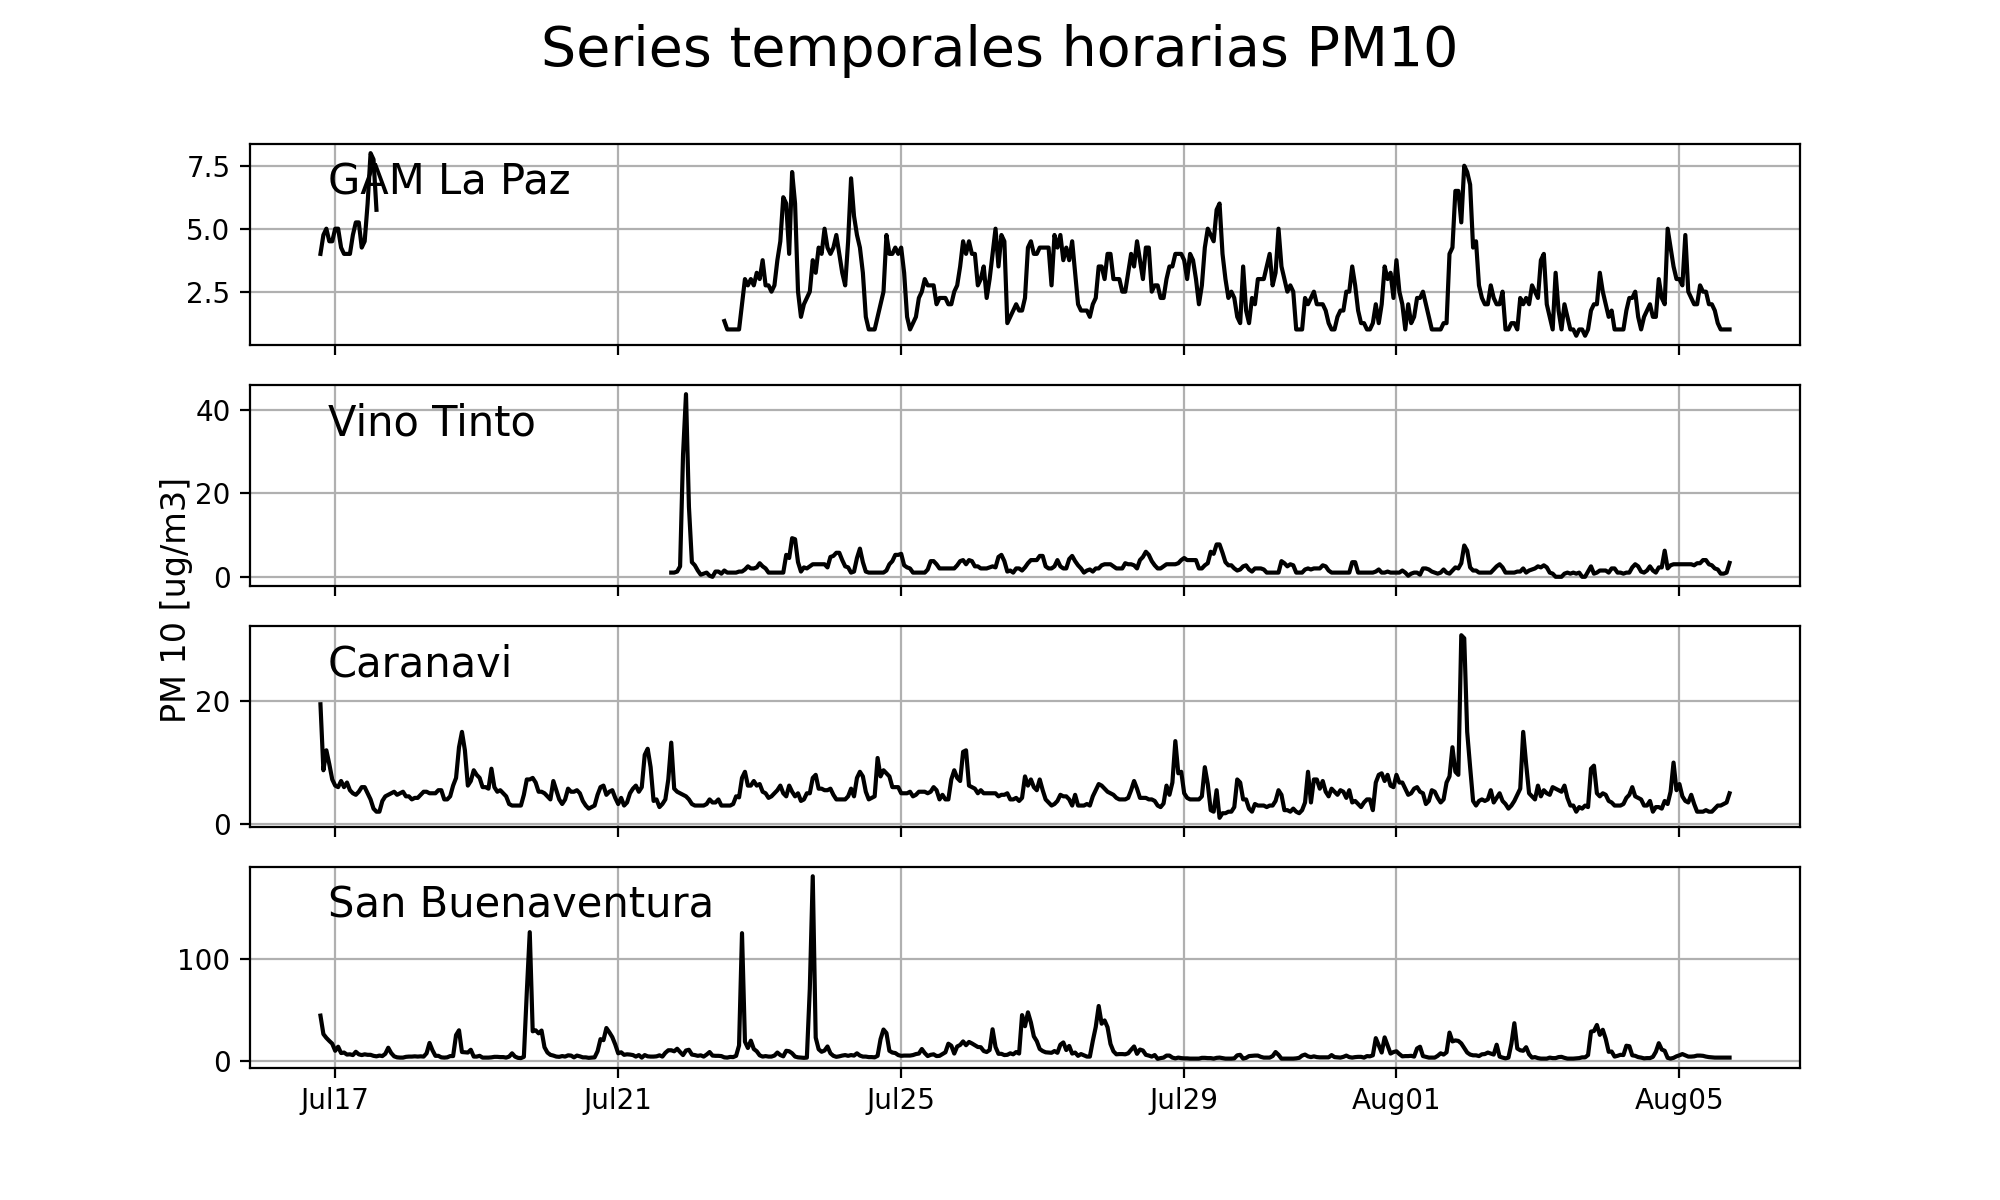 Series temporales horarias PM10
GAM La Paz
7.5
5.0
2.5
Vino Tinto
40
20
0
PM 10 [ug/m3]
Caranavi
20
0
San Buenaventura
100
0
Jul17 Jul21 Jul25 Jul29 Aug01 Aug05